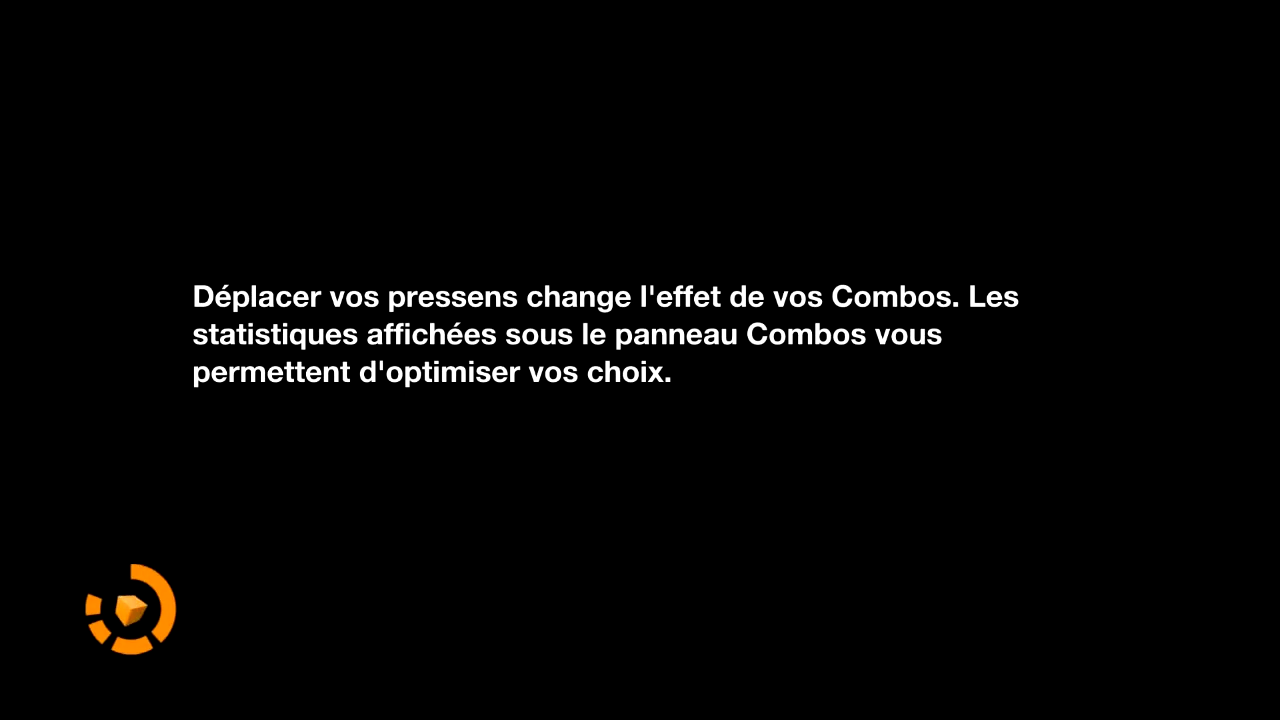 Déplacer vos pressens change l'effet de vos Combos. Les
statistiques affichées sous le panneau Combos vous
permettent d'optimiser vos choix.